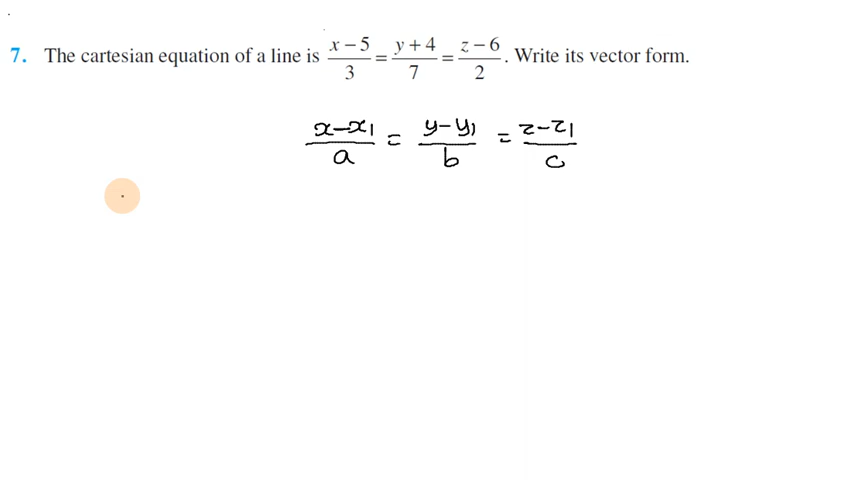 7. The cartesian equation of a line is (x – 5)/3 = (y + 4)/7 = (z – 6)/2. Write its vector form.
(x – x₁)/a = (y – y₁)/b = (z – z₁)/c